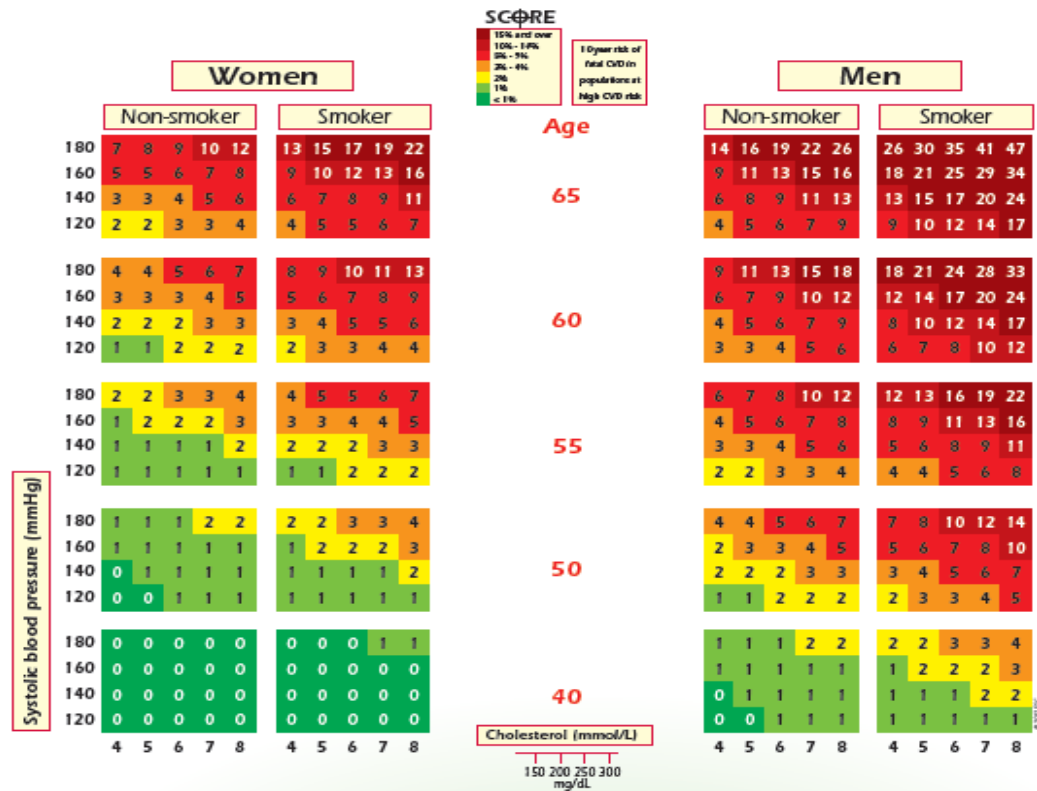 SCORE
15% and over
10% - 14%
5% - 9%
3% - 4%
2%
1%
< 1%
10-year risk of
fatal CVD in
populations at
high CVD risk
Women
Men
Non-smoker
Smoker
Age
Non-smoker
Smoker
180 7 8 9 10 12 13 15 17 19 22 14 16 19 22 26 26 30 35 41 47
160 5 5 6 7 8 9 10 12 13 16 9 11 13 15 16 18 21 25 29 34
65
140 3 3 4 5 6 6 7 8 9 11 6 8 9 11 13 13 15 17 20 24
120 2 2 3 3 4 4 5 5 6 7 4 5 6 7 9 9 10 12 14 17
180 4 4 5 6 7 8 9 10 11 13 9 11 13 15 18 18 21 24 28 33
160 3 3 3 4 5 5 6 7 8 9 6 7 9 10 12 12 14 17 20 24
60
140 2 2 2 3 3 3 4 5 5 6 4 5 6 7 9 8 10 12 14 17
120 1 1 2 2 2 2 3 3 4 4 3 3 4 5 6 6 7 8 10 12
180 2 2 3 3 4 4 5 5 6 7 6 7 8 10 12 12 13 16 19 22
160 1 2 2 2 3 3 3 4 4 5 4 5 6 7 8 8 9 11 13 16
55
140 1 1 1 1 2 2 2 2 3 3 3 3 4 5 6 5 6 8 9 11
120 1 1 1 1 1 1 1 2 2 2 2 2 3 3 4 4 4 5 6 8
180 1 1 1 2 2 2 2 3 3 4 4 4 5 6 7 7 8 10 12 14
160 1 1 1 1 1 1 2 2 2 3 2 3 3 4 5 5 6 7 8 10
50
140 0 1 1 1 1 1 1 1 1 2 2 2 2 3 3 3 4 5 6 7
120 0 0 1 1 1 1 1 1 1 1 1 1 2 2 2 2 3 3 4 5
180 0 0 0 0 0 0 0 0 1 1 1 1 1 2 2 2 2 3 3 4
160 0 0 0 0 0 0 0 0 0 0 1 1 1 1 1 1 2 2 2 3
40
140 0 0 0 0 0 0 0 0 0 0 0 1 1 1 1 1 1 1 2 2
120 0 0 0 0 0 0 0 0 0 0 0 0 1 1 1 1 1 1 1 1
4 5 6 7 8 4 5 6 7 8 4 5 6 7 8 4 5 6 7 8
Systolic blood pressure (mmHg)
Cholesterol (mmol/L)
150 200 250 300
mg/dL